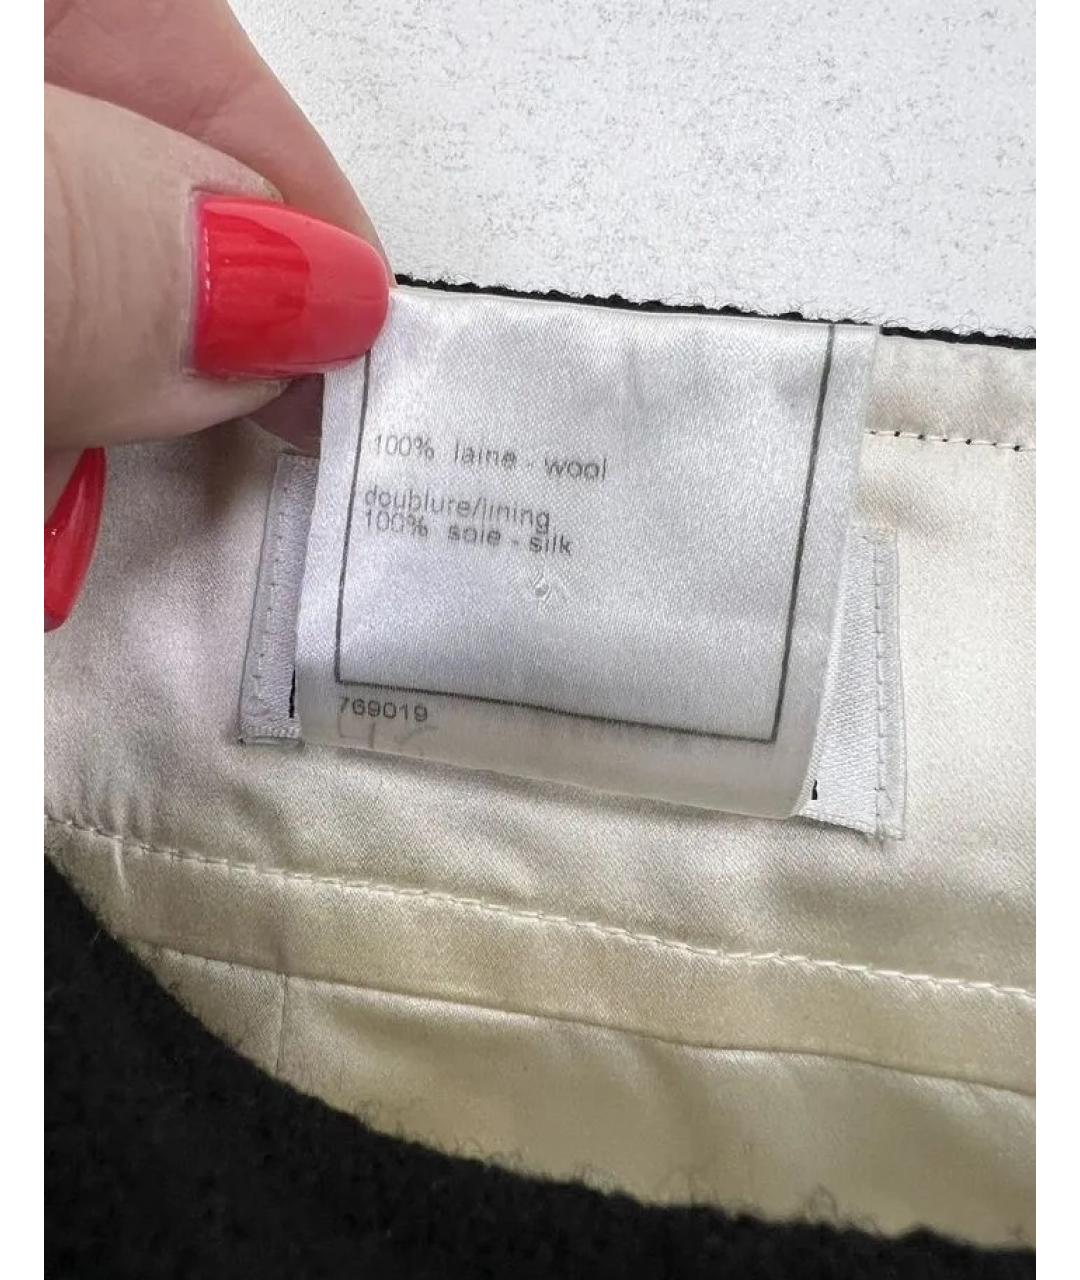 100% laine - wool
doublure/lining
100% soie - silk
769019